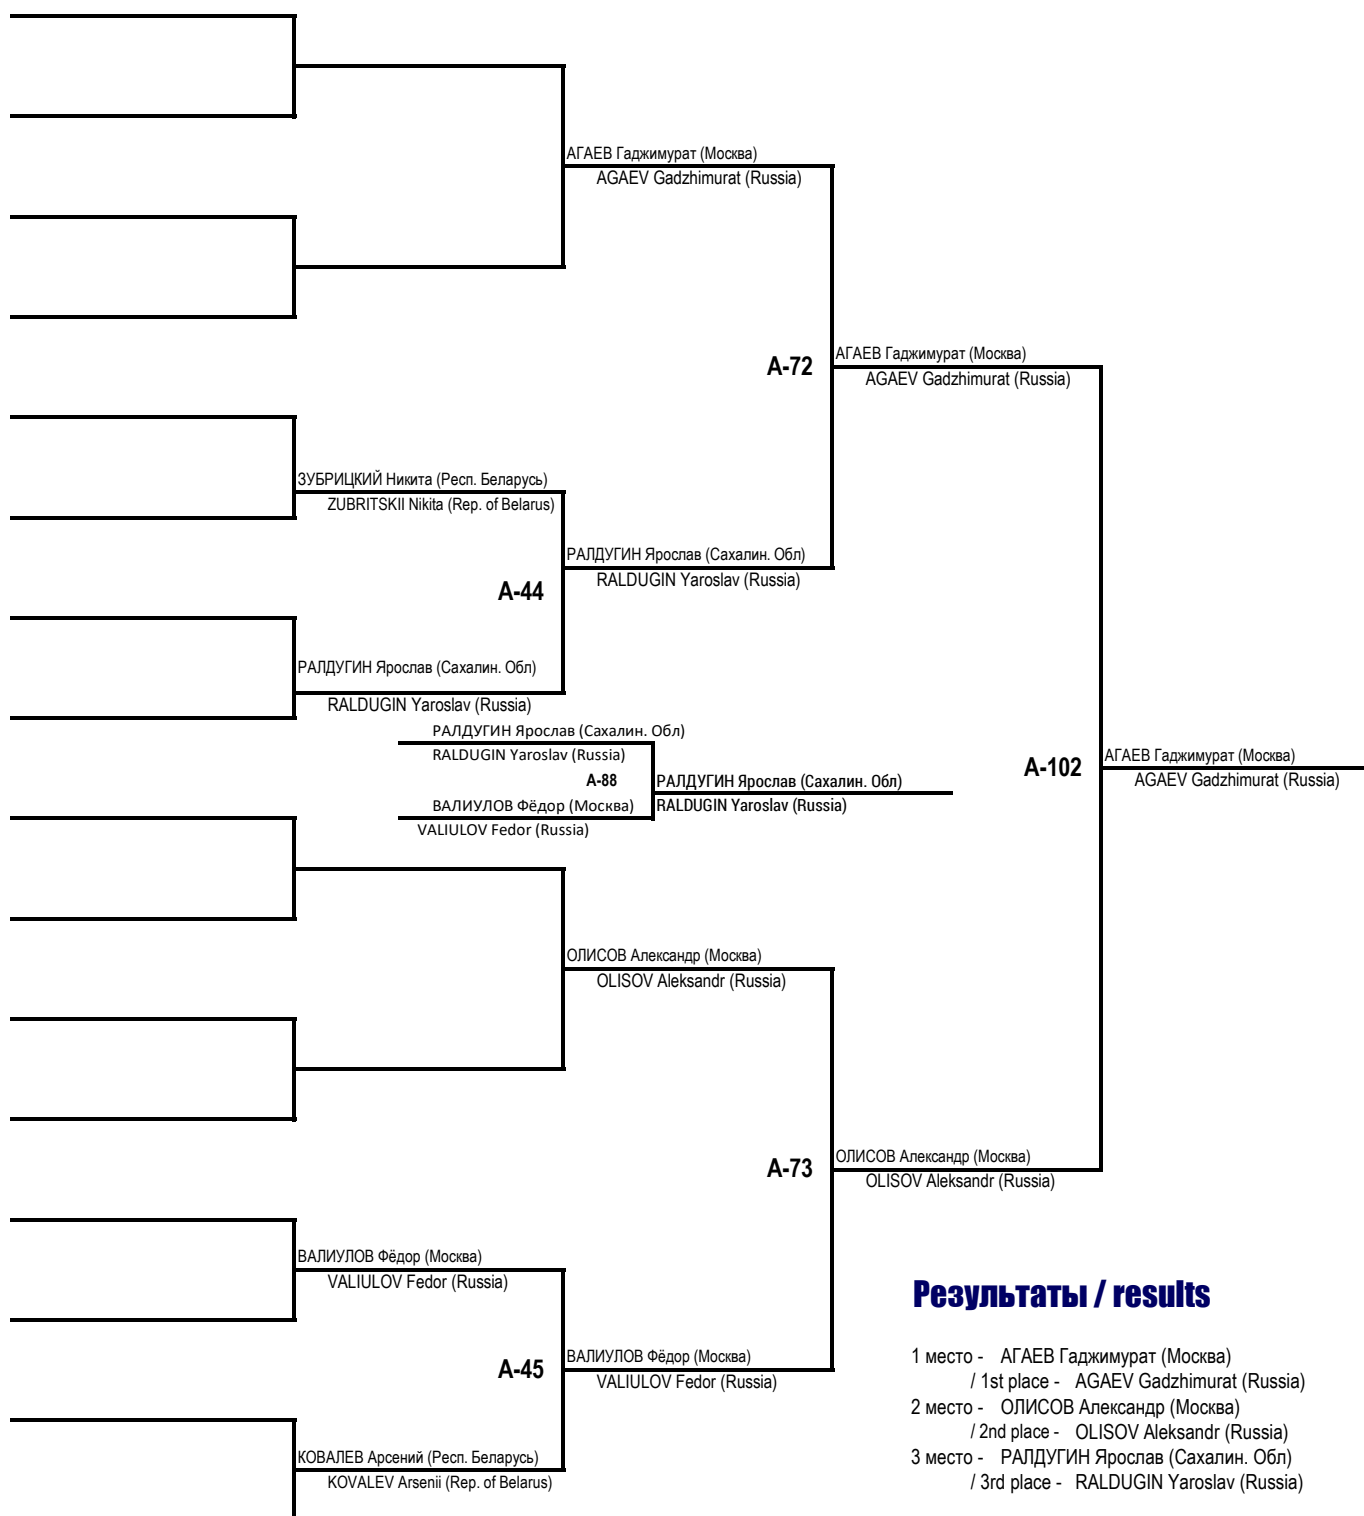 АГАЕВ Гаджимурат (Москва)
AGAEV Gadzhimurat (Russia)
A-72
АГАЕВ Гаджимурат (Москва)
AGAEV Gadzhimurat (Russia)
ЗУБРИЦКИЙ Никита (Респ. Беларусь)
ZUBRITSKII Nikita (Rep. of Belarus)
РАЛДУГИН Ярослав (Сахалин. Обл)
RALDUGIN Yaroslav (Russia)
A-44
РАЛДУГИН Ярослав (Сахалин. Обл)
RALDUGIN Yaroslav (Russia)
РАЛДУГИН Ярослав (Сахалин. Обл)
RALDUGIN Yaroslav (Russia)
A-88
РАЛДУГИН Ярослав (Сахалин. Обл)
RALDUGIN Yaroslav (Russia)
ВАЛИУЛОВ Фёдор (Москва)
VALIULOV Fedor (Russia)
A-102
АГАЕВ Гаджимурат (Москва)
AGAEV Gadzhimurat (Russia)
ОЛИСОВ Александр (Москва)
OLISOV Aleksandr (Russia)
A-73
ОЛИСОВ Александр (Москва)
OLISOV Aleksandr (Russia)
ВАЛИУЛОВ Фёдор (Москва)
VALIULOV Fedor (Russia)
A-45
ВАЛИУЛОВ Фёдор (Москва)
VALIULOV Fedor (Russia)
КОВАЛЕВ Арсений (Респ. Беларусь)
KOVALEV Arsenii (Rep. of Belarus)
Результаты / results
1 место - АГАЕВ Гаджимурат (Москва)
/ 1st place - AGAEV Gadzhimurat (Russia)
2 место - ОЛИСОВ Александр (Москва)
/ 2nd place - OLISOV Aleksandr (Russia)
3 место - РАЛДУГИН Ярослав (Сахалин. Обл)
/ 3rd place - RALDUGIN Yaroslav (Russia)